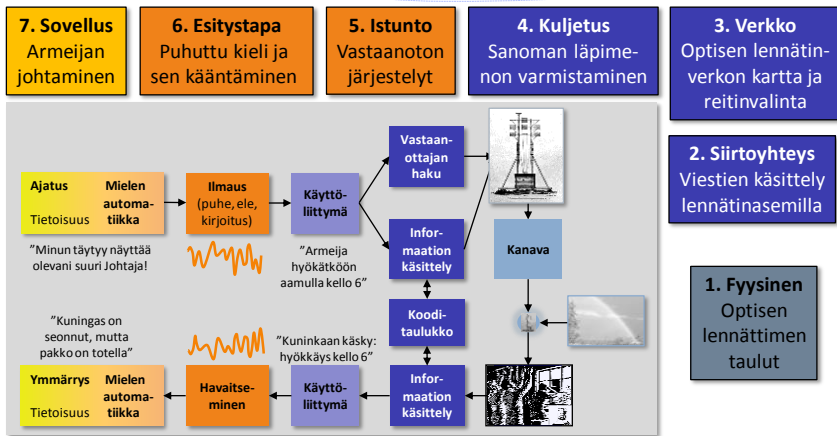 7. Sovellus
Armeijan
johtaminen
6. Esitystapa
Puhuttu kieli ja
sen kääntäminen
5. Istunto
Vastaanoton
järjestelyt
4. Kuljetus
Sanoman läpime-
non varmistaminen
3. Verkko
Optisen lennätin-
verkon kartta ja
reitinvalinta
2. Siirtoyhteys
Viestien käsittely
lennätinasemilla
1. Fyysinen
Optisen
lennättimen
taulut
Ajatus
Tietoisuus
Mielen
automa-
tiikka
Ilmaus
(puhe, ele,
kirjoitus)
Käyttö-
liittymä
Vastaan-
ottajan
haku
Infor-
maation
käsittely
Kanava
"Minun täytyy näyttää
olevani suuri Johtaja!
"Armeija
hyökätköön
aamulla kello 6"
Koodi-
taulukko
"Kuningas on
seonnut, mutta
pakko on totella"
"Kuninkaan käsky:
hyökkäys kello 6"
Ymmärrys
Tietoisuus
Mielen
automa-
tiikka
Havaitse-
minen
Käyttö-
liittymä
Infor-
maation
käsittely